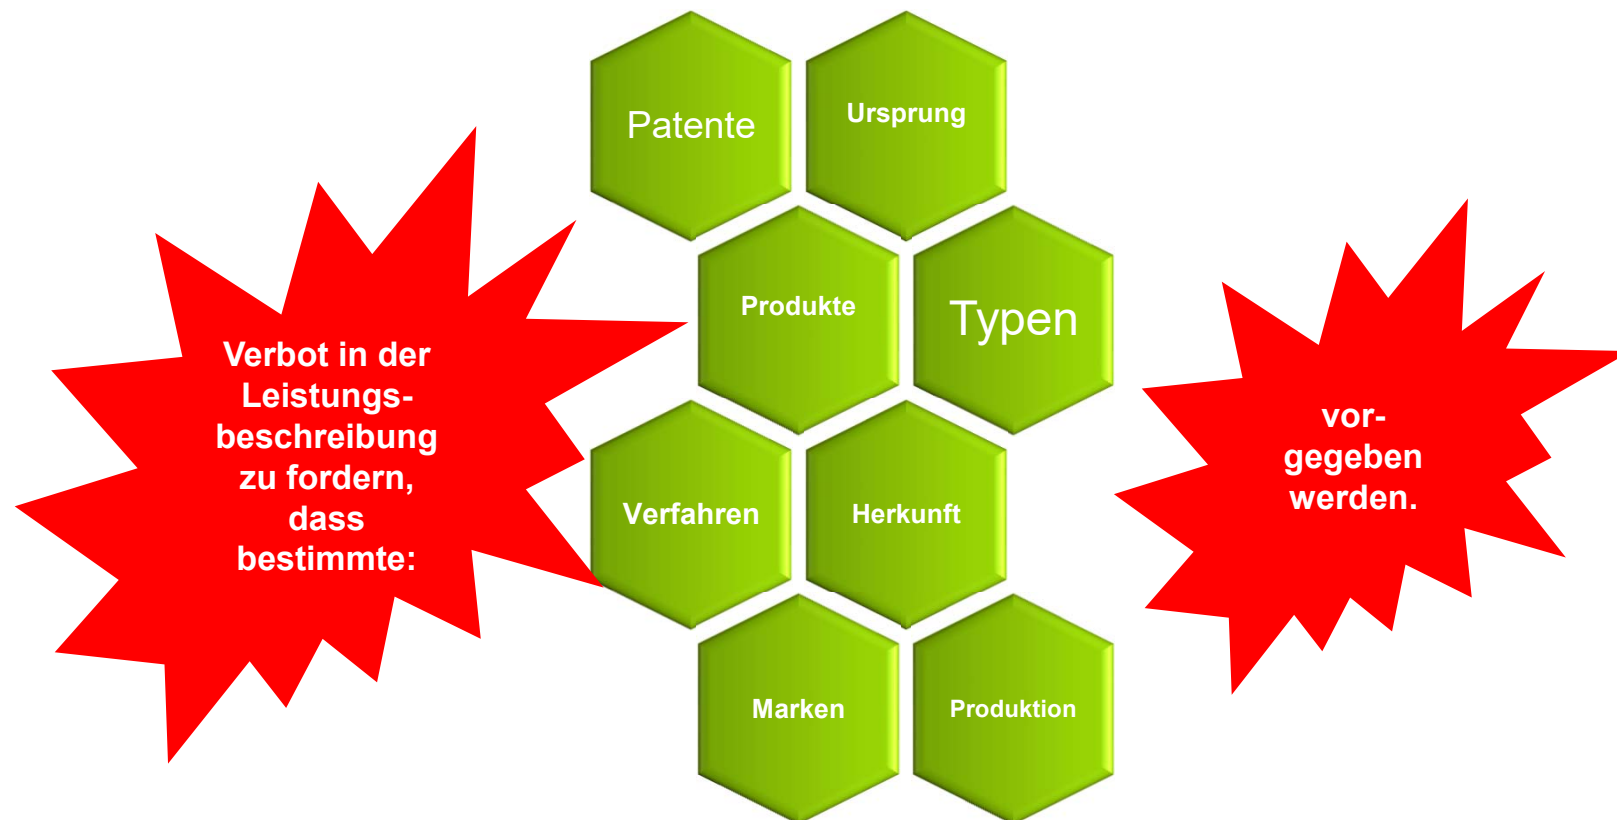 Verbot in der
Leistungs-
beschreibung
zu fordern,
dass
bestimmte:
Patente
Ursprung
Produkte
Typen
Verfahren
Herkunft
Marken
Produktion
vor-
gegeben
werden.